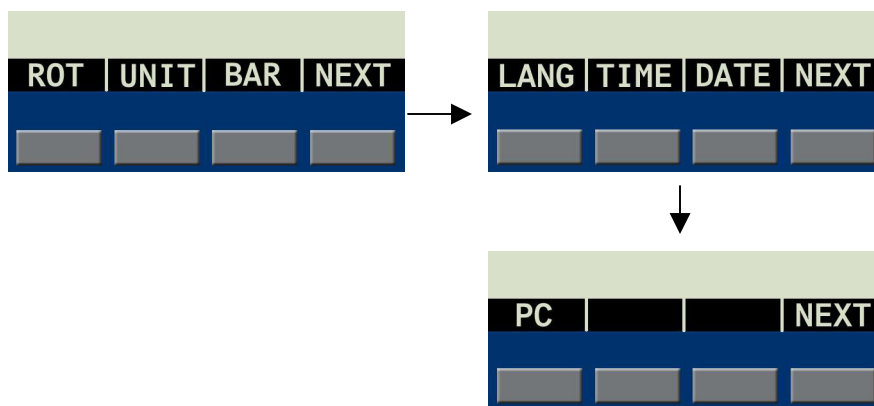 ROT UNIT BAR NEXT
LANG TIME DATE NEXT
PC NEXT